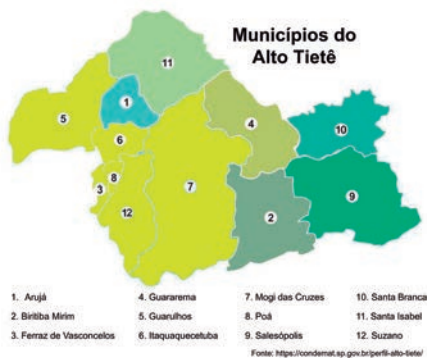 Municípios do
Alto Tietê
11
1
5
6
4
10
8
3
7
12
2
9
1. Arujá
2. Biritiba Mirim
3. Ferraz de Vasconcelos
4. Guararema
5. Guarulhos
6. Itaquaquecetuba
7. Mogi das Cruzes
8. Poá
9. Salesópolis
10. Santa Branca
11. Santa Isabel
12. Suzano
Fonte: https://condemat.sp.gov.br/perfil-alto-tiete/